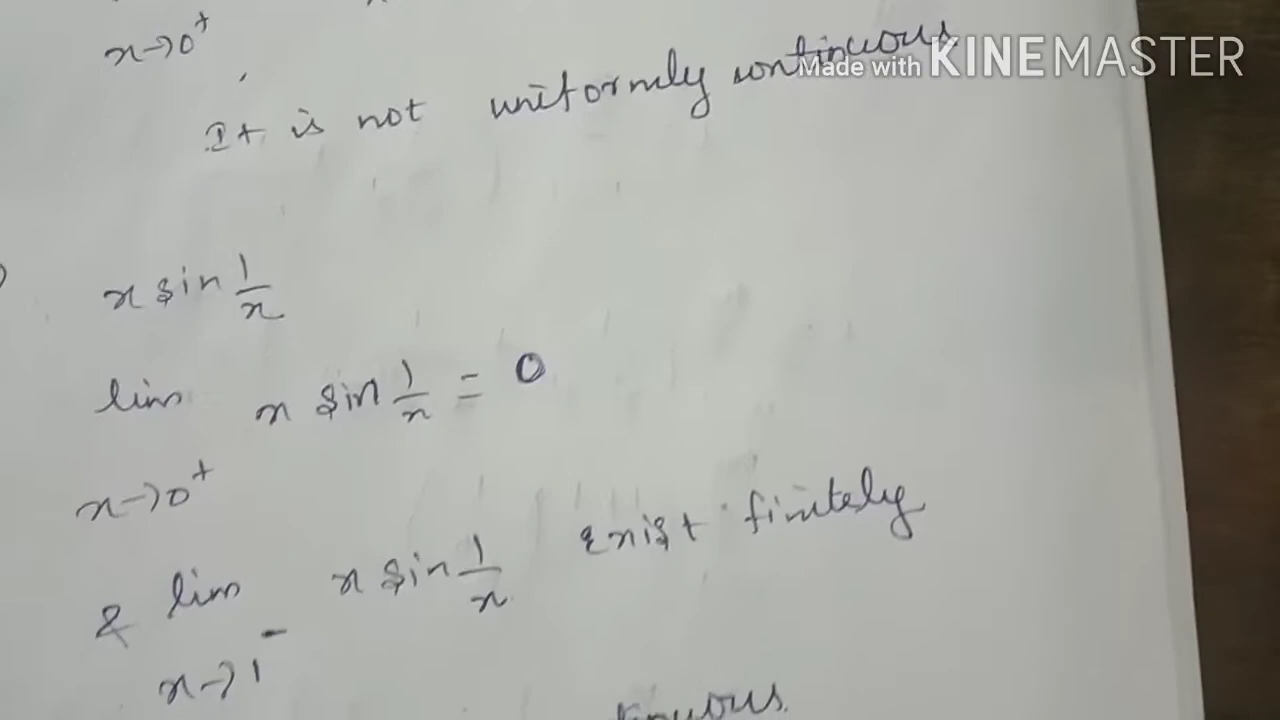 x→0⁺
It is not uniformly continuous
Made with KINEMASTER
x sin 1/x
lim x sin 1/x = 0
x→0⁺
& lim x sin 1/x exist finitely
x→1⁻